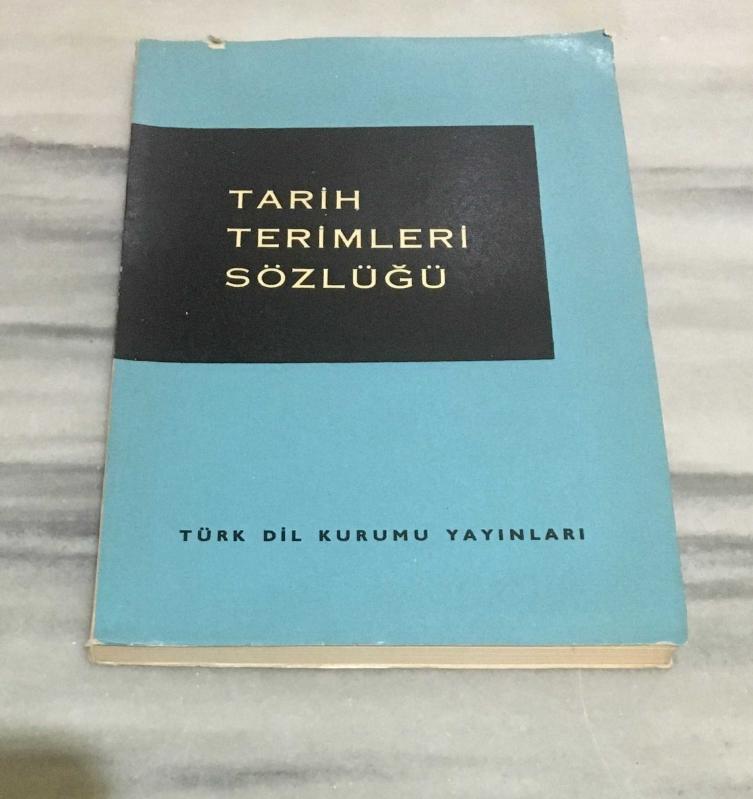 TARİH
TERİMLERİ
SÖZLÜĞÜ
TÜRK DİL KURUMU YAYINLARI